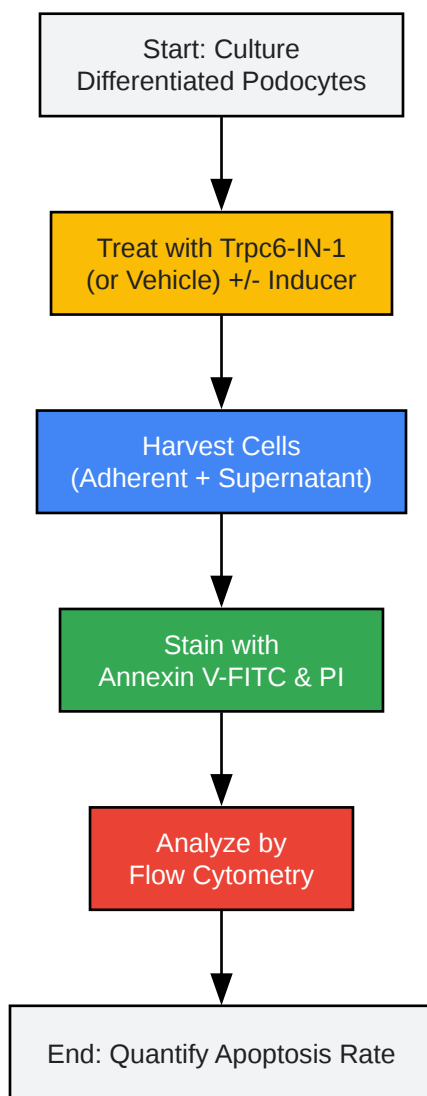 Start: Culture
Differentiated Podocytes
Treat with Trpc6-IN-1
(or Vehicle) +/- Inducer
Harvest Cells
(Adherent + Supernatant)
Stain with
Annexin V-FITC & PI
Analyze by
Flow Cytometry
End: Quantify Apoptosis Rate